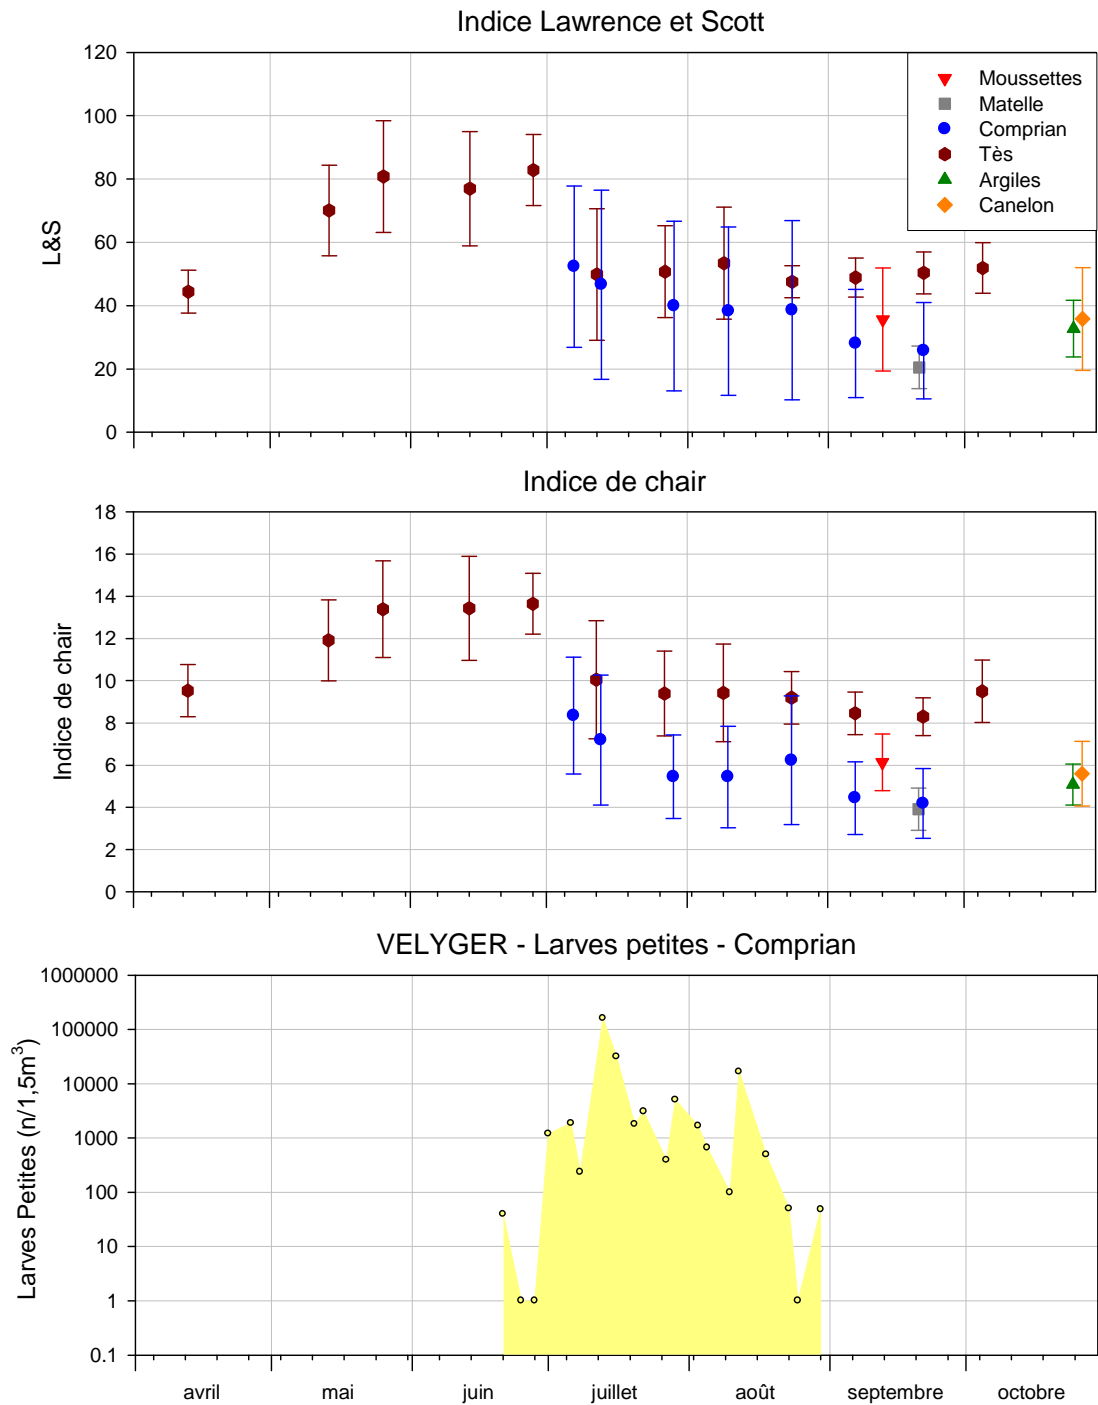 Indice Lawrence et Scott
120
100
80
60
40
20
0
L&S
Moussettes
Matelle
Comprian
Tès
Argiles
Canelon
Indice de chair
18
16
14
12
10
8
6
4
2
0
Indice de chair
VELYGER - Larves petites - Comprian
1000000
100000
10000
1000
100
10
1
0.1
Larves Petites (n/1,5m³)
avril mai juin juillet août septembre octobre